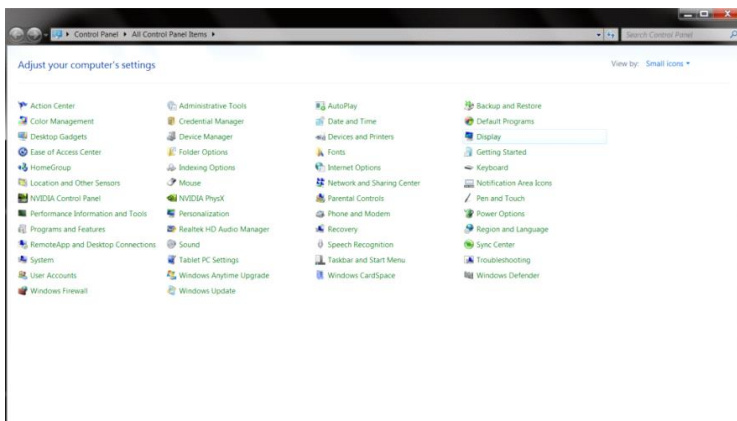 Control Panel ▸ All Control Panel Items ▸
Search Control Panel
Adjust your computer's settings
View by: Small icons
Action Center
Administrative Tools
AutoPlay
Backup and Restore
Color Management
Credential Manager
Date and Time
Default Programs
Desktop Gadgets
Device Manager
Devices and Printers
Display
Ease of Access Center
Folder Options
Fonts
Getting Started
HomeGroup
Indexing Options
Internet Options
Keyboard
Location and Other Sensors
Mouse
Network and Sharing Center
Notification Area Icons
NVIDIA Control Panel
NVIDIA PhysX
Parental Controls
Pen and Touch
Performance Information and Tools
Personalization
Phone and Modem
Power Options
Programs and Features
Realtek HD Audio Manager
Recovery
Region and Language
RemoteApp and Desktop Connections
Sound
Speech Recognition
Sync Center
System
Tablet PC Settings
Taskbar and Start Menu
Troubleshooting
User Accounts
Windows Anytime Upgrade
Windows CardSpace
Windows Defender
Windows Firewall
Windows Update